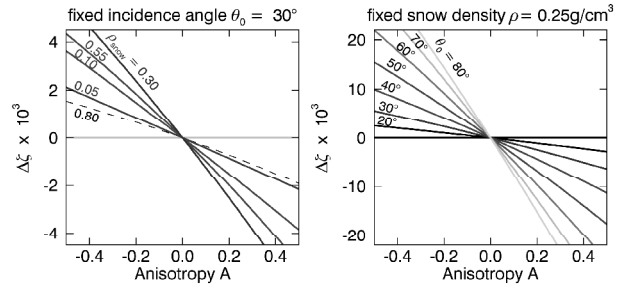 fixed incidence angle θ₀ = 30°
4
2
0
-2
-4
Δζ x 10³
ρsnow = 0.30
0.55
0.10
0.05
0.80
-0.4 -0.2 0.0 0.2 0.4
Anisotropy A
fixed snow density ρ = 0.25g/cm³
20
10
0
-10
-20
Δζ x 10³
θ₀ = 80°
70°
60°
50°
40°
30°
20°
-0.4 -0.2 0.0 0.2 0.4
Anisotropy A